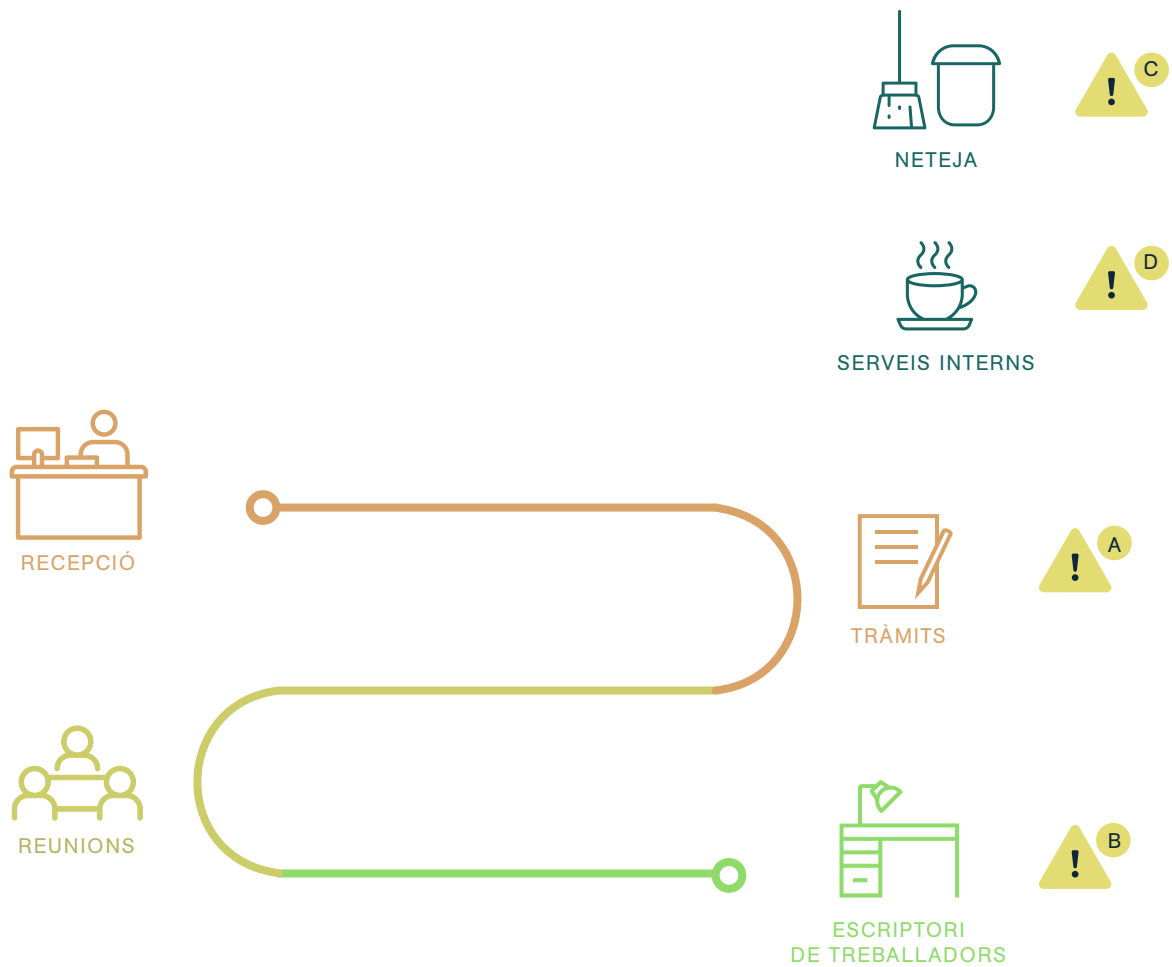 C
!
NETEJA
D
!
SERVEIS INTERNS
RECEPCIÓ
A
!
TRÀMITS
REUNIONS
B
!
ESCRIPTORI
DE TREBALLADORS